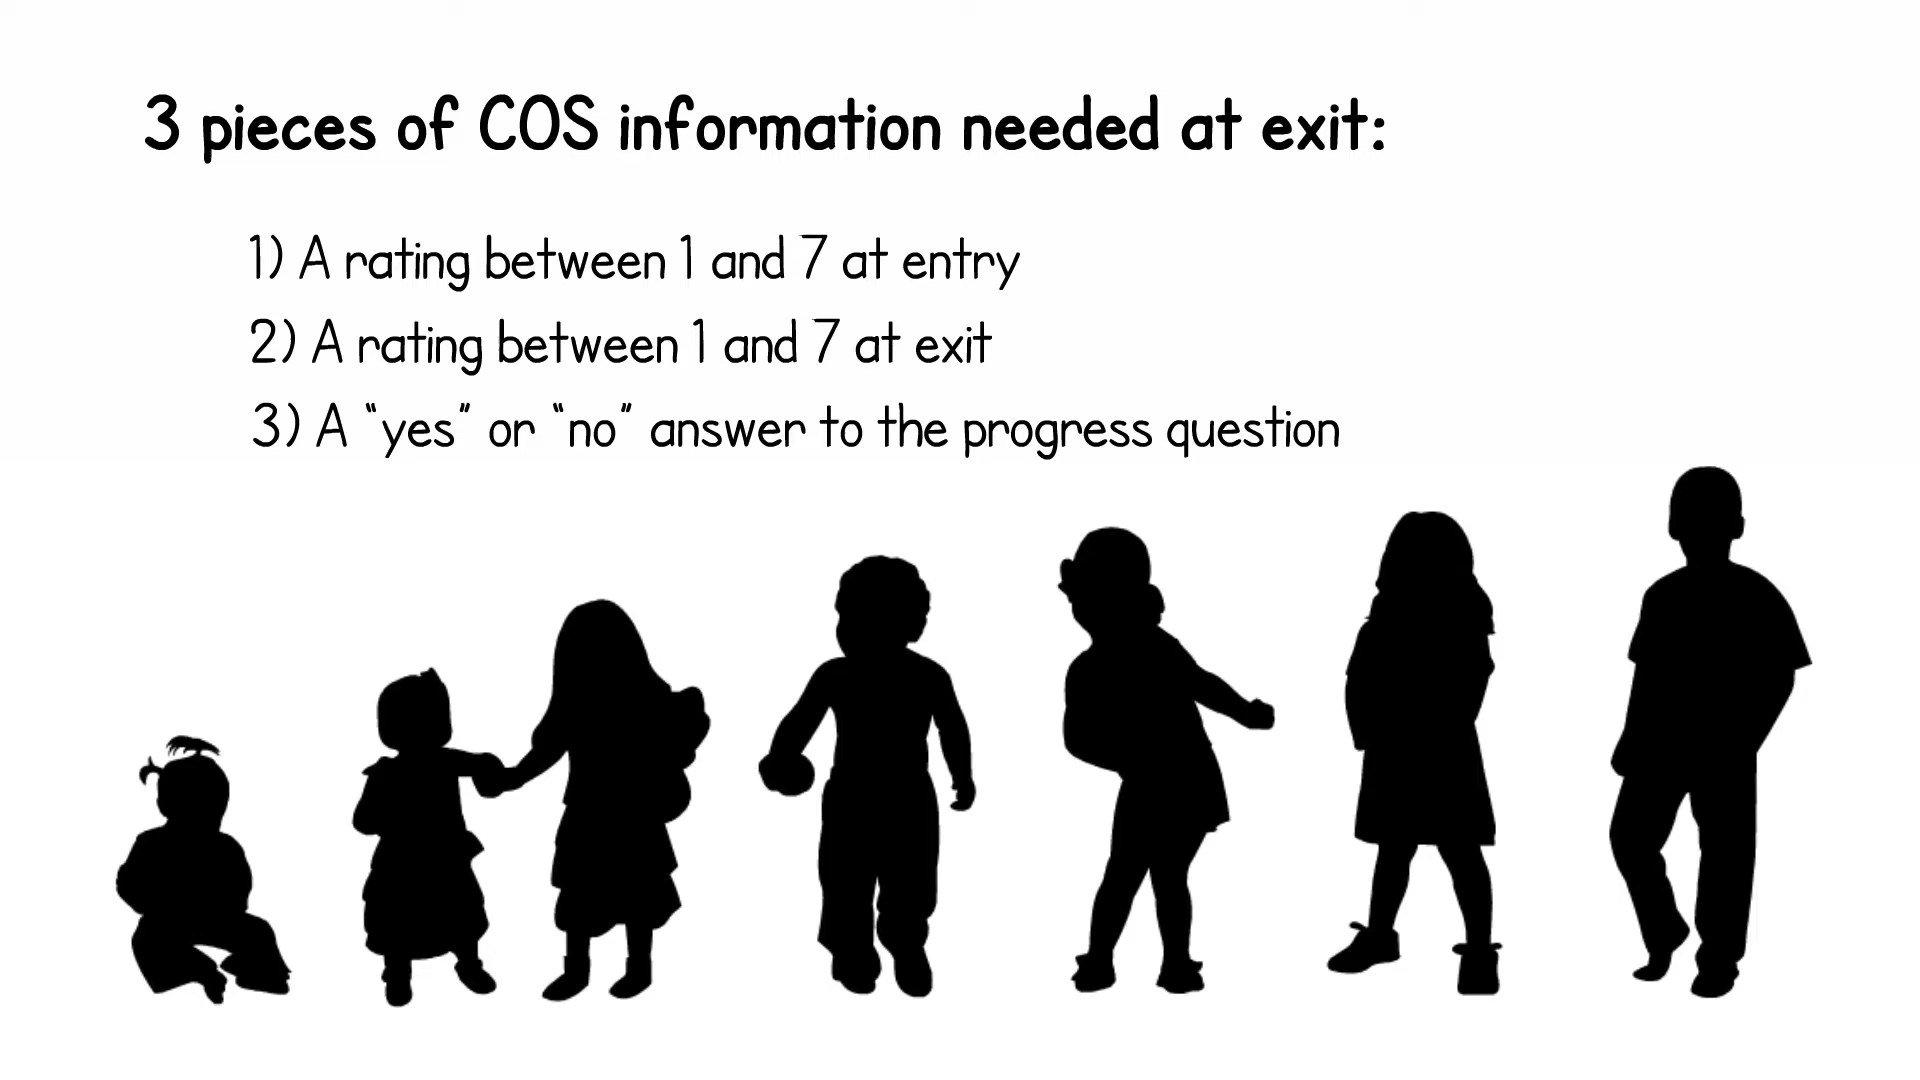 3 pieces of COS information needed at exit:
1) A rating between 1 and 7 at entry
2) A rating between 1 and 7 at exit
3) A “yes” or “no” answer to the progress question